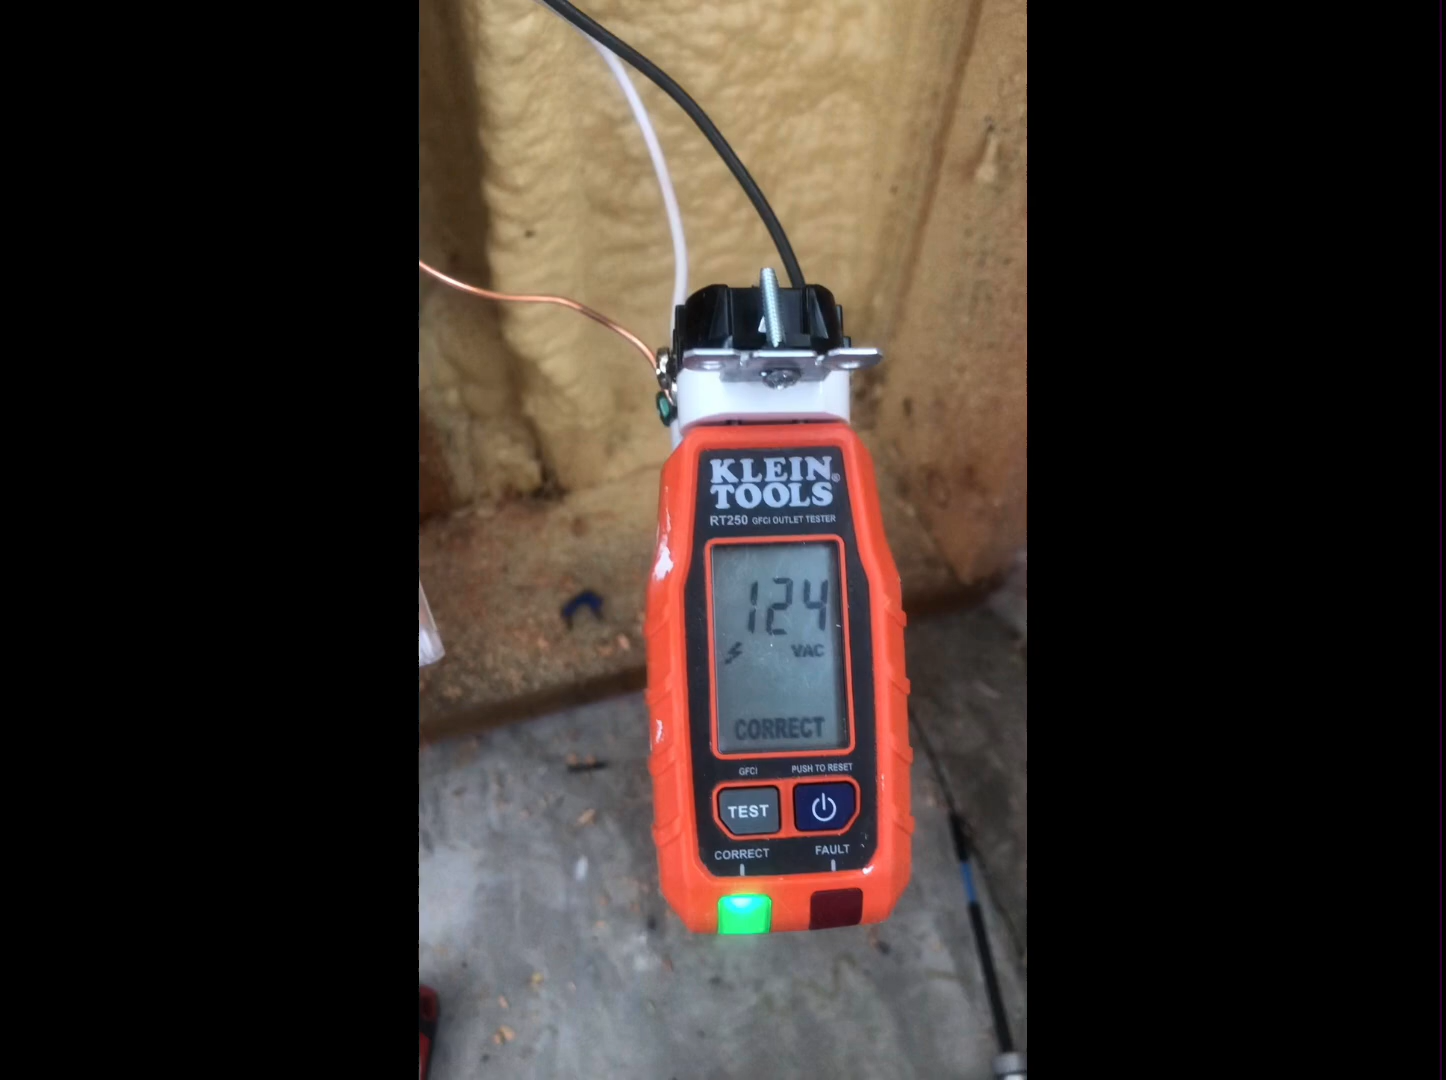 KLEIN
TOOLS®
RT250 GFCI OUTLET TESTER
124
VAC
CORRECT
GFCI PUSH TO RESET
TEST
CORRECT FAULT